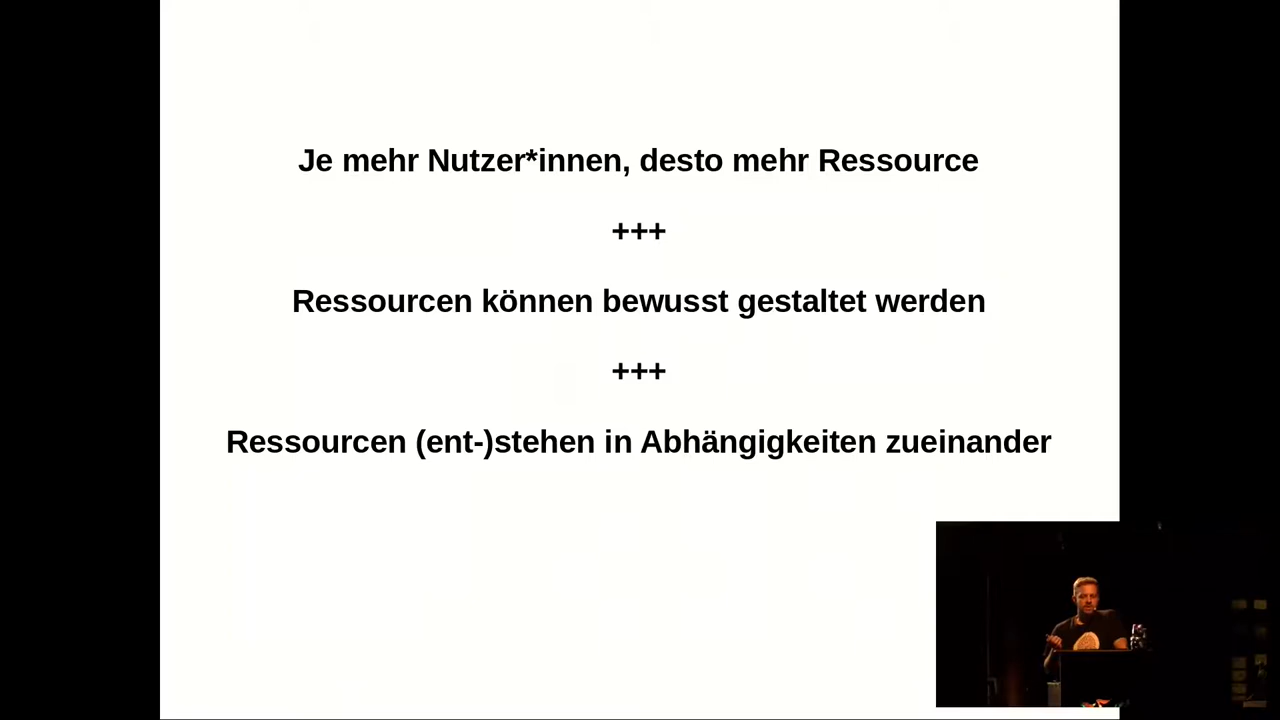 Je mehr Nutzer*innen, desto mehr Ressource
+++
Ressourcen können bewusst gestaltet werden
+++
Ressourcen (ent-)stehen in Abhängigkeiten zueinander